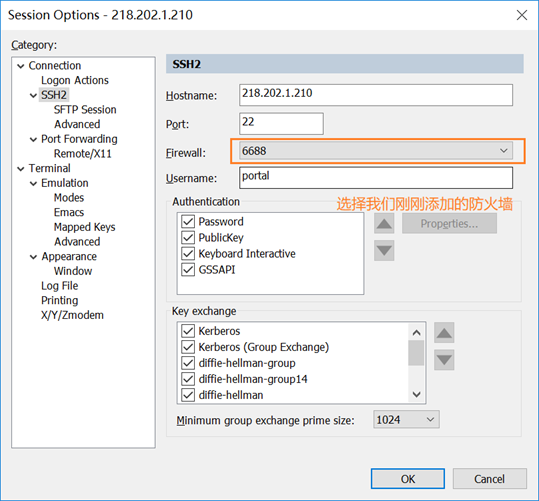 Session Options - 218.202.1.210
Category:
Connection
Logon Actions
SSH2
SFTP Session
Advanced
Port Forwarding
Remote/X11
Terminal
Emulation
Modes
Emacs
Mapped Keys
Advanced
Appearance
Window
Log File
Printing
X/Y/Zmodem
SSH2
Hostname: 218.202.1.210
Port: 22
Firewall: 6688
Username: portal
选择我们刚刚添加的防火墙
Authentication
Password
PublicKey
Keyboard Interactive
GSSAPI
Properties...
Key exchange
Kerberos
Kerberos (Group Exchange)
diffie-hellman-group
diffie-hellman-group14
diffie-hellman
Minimum group exchange prime size: 1024
OK Cancel